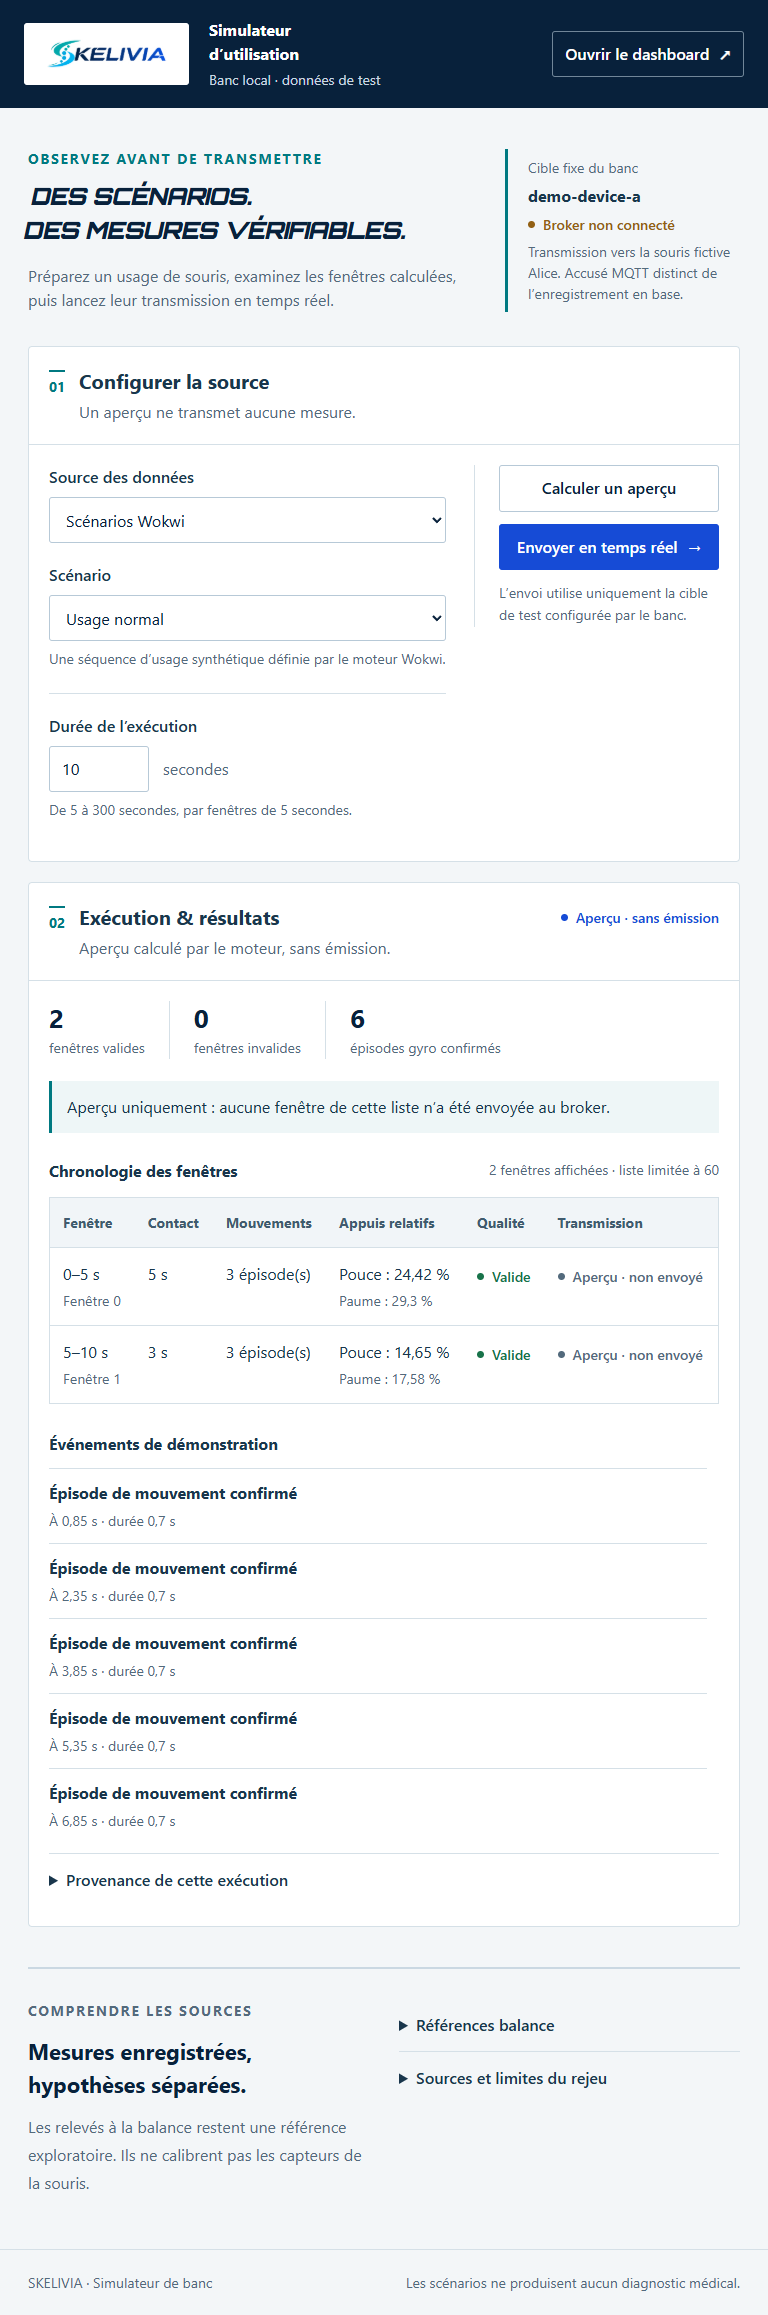 SKELIVIA
Simulateur
d’utilisation
Banc local · données de test
Ouvrir le dashboard ↗
OBSERVEZ AVANT DE TRANSMETTRE
DES SCÉNARIOS.
DES MESURES VÉRIFIABLES.
Préparez un usage de souris, examinez les fenêtres calculées,
puis lancez leur transmission en temps réel.
Cible fixe du banc
demo-device-a
Broker non connecté
Transmission vers la souris fictive
Alice. Accusé MQTT distinct de
l’enregistrement en base.
01 Configurer la source
Un aperçu ne transmet aucune mesure.
Source des données
Scénarios Wokwi
Scénario
Usage normal
Une séquence d’usage synthétique définie par le moteur Wokwi.
Durée de l’exécution
10 secondes
De 5 à 300 secondes, par fenêtres de 5 secondes.
Calculer un aperçu
Envoyer en temps réel →
L’envoi utilise uniquement la cible
de test configurée par le banc.
02 Exécution & résultats
Aperçu · sans émission
Aperçu calculé par le moteur, sans émission.
2 0 6
fenêtres valides fenêtres invalides épisodes gyro confirmés
Aperçu uniquement : aucune fenêtre de cette liste n’a été envoyée au broker.
Chronologie des fenêtres 2 fenêtres affichées · liste limitée à 60
Fenêtre Contact Mouvements Appuis relatifs Qualité Transmission
0–5 s 5 s 3 épisode(s) Pouce : 24,42 % Valide Aperçu · non envoyé
Fenêtre 0 Paume : 29,3 %
5–10 s 3 s 3 épisode(s) Pouce : 14,65 % Valide Aperçu · non envoyé
Fenêtre 1 Paume : 17,58 %
Événements de démonstration
Épisode de mouvement confirmé
À 0,85 s · durée 0,7 s
Épisode de mouvement confirmé
À 2,35 s · durée 0,7 s
Épisode de mouvement confirmé
À 3,85 s · durée 0,7 s
Épisode de mouvement confirmé
À 5,35 s · durée 0,7 s
Épisode de mouvement confirmé
À 6,85 s · durée 0,7 s
Provenance de cette exécution
COMPRENDRE LES SOURCES
Mesures enregistrées,
hypothèses séparées.
Les relevés à la balance restent une référence
exploratoire. Ils ne calibrent pas les capteurs de
la souris.
Références balance
Sources et limites du rejeu
SKELIVIA · Simulateur de banc
Les scénarios ne produisent aucun diagnostic médical.